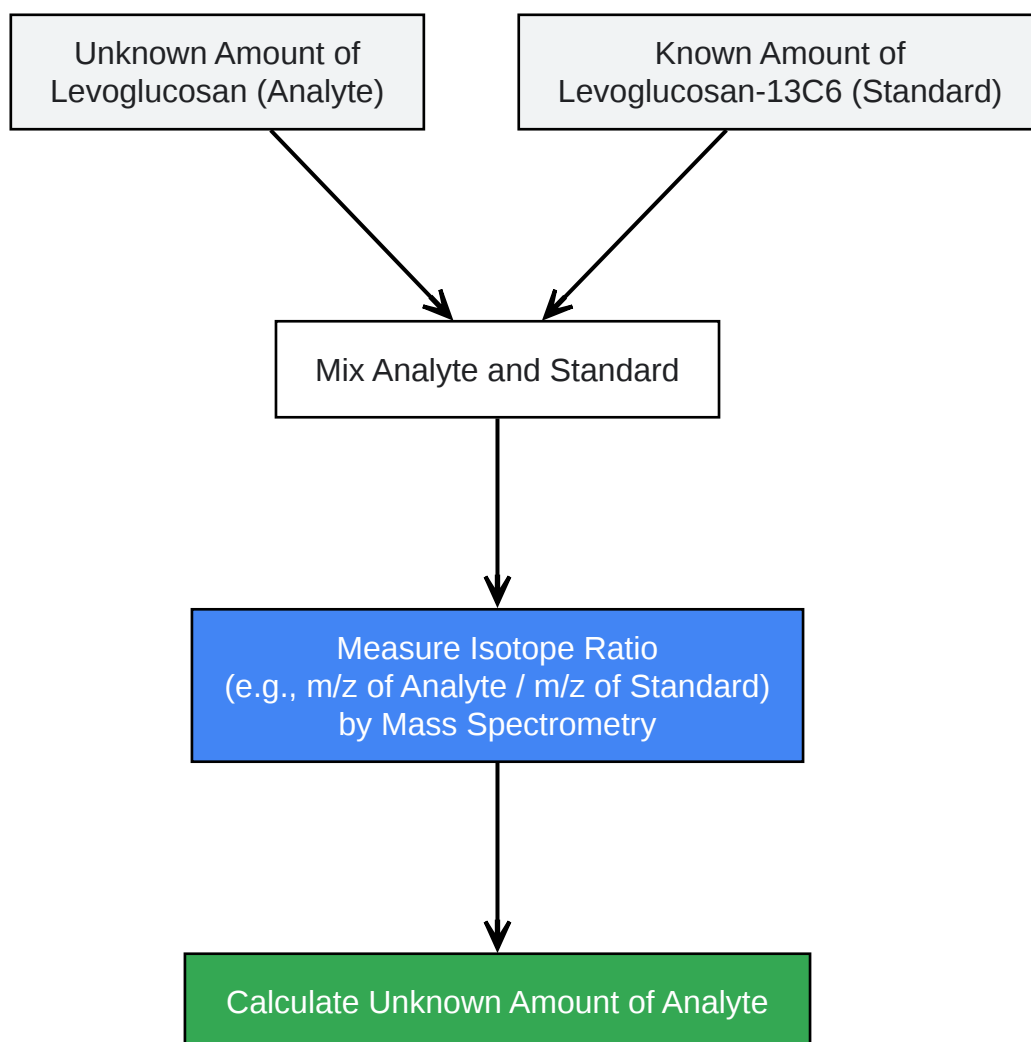 Unknown Amount of
Levoglucosan (Analyte)
Known Amount of
Levoglucosan-13C6 (Standard)
Mix Analyte and Standard
Measure Isotope Ratio
(e.g., m/z of Analyte / m/z of Standard)
by Mass Spectrometry
Calculate Unknown Amount of Analyte